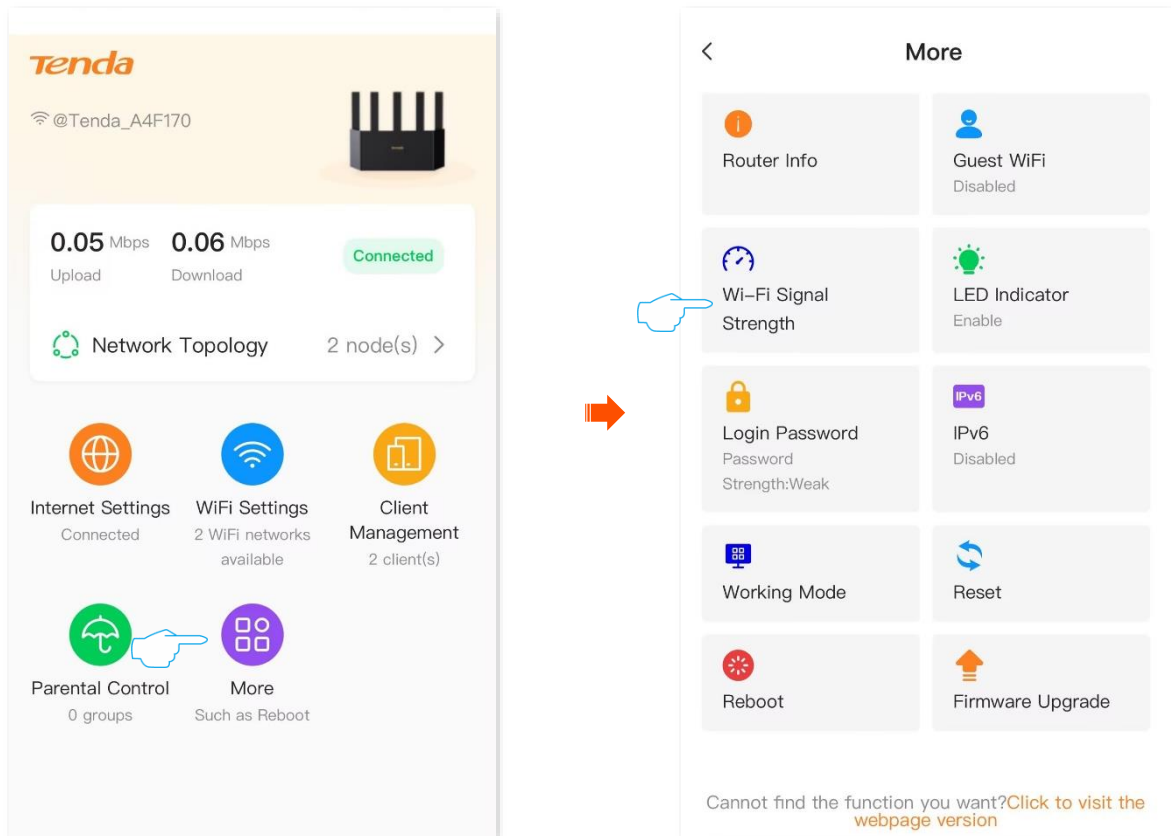 Tenda
@Tenda_A4F170
0.05 Mbps 0.06 Mbps
Upload Download
Connected
Network Topology 2 node(s)
Internet Settings
Connected
WiFi Settings
2 WiFi networks
available
Client
Management
2 client(s)
Parental Control
0 groups
More
Such as Reboot
More
Router Info
Guest WiFi
Disabled
Wi-Fi Signal
Strength
LED Indicator
Enable
Login Password
Password
Strength:Weak
IPv6
IPv6
Disabled
Working Mode
Reset
Reboot
Firmware Upgrade
Cannot find the function you want?Click to visit the
webpage version